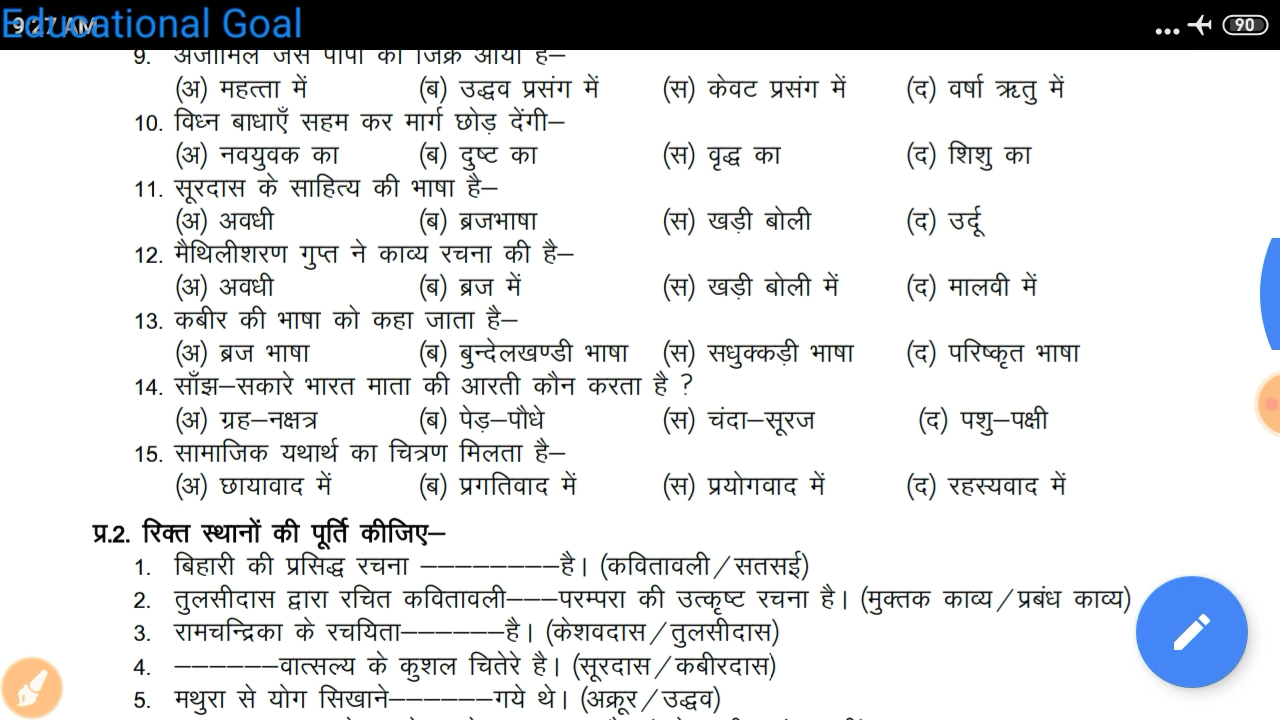 Educational Goal
9:27 AM
90
9. अजामिल जैसे पापी का जिक्र आया है–
(अ) महत्ता में (ब) उद्धव प्रसंग में (स) केवट प्रसंग में (द) वर्षा ऋतु में
10. विध्न बाधाएँ सहम कर मार्ग छोड़ देंगी–
(अ) नवयुवक का (ब) दुष्ट का (स) वृद्ध का (द) शिशु का
11. सूरदास के साहित्य की भाषा है–
(अ) अवधी (ब) ब्रजभाषा (स) खड़ी बोली (द) उर्दू
12. मैथिलीशरण गुप्त ने काव्य रचना की है–
(अ) अवधी (ब) ब्रज में (स) खड़ी बोली में (द) मालवी में
13. कबीर की भाषा को कहा जाता है–
(अ) ब्रज भाषा (ब) बुन्देलखण्डी भाषा (स) सधुक्कड़ी भाषा (द) परिष्कृत भाषा
14. साँझ–सकारे भारत माता की आरती कौन करता है ?
(अ) ग्रह–नक्षत्र (ब) पेड़–पौधे (स) चंदा–सूरज (द) पशु–पक्षी
15. सामाजिक यथार्थ का चित्रण मिलता है–
(अ) छायावाद में (ब) प्रगतिवाद में (स) प्रयोगवाद में (द) रहस्यवाद में
प्र.2. रिक्त स्थानों की पूर्ति कीजिए–
1. बिहारी की प्रसिद्ध रचना ––––––––है। (कवितावली/सतसई)
2. तुलसीदास द्वारा रचित कवितावली–––परम्परा की उत्कृष्ट रचना है। (मुक्तक काव्य/प्रबंध काव्य)
3. रामचन्द्रिका के रचयिता––––––है। (केशवदास/तुलसीदास)
4. ––––––वात्सल्य के कुशल चितेरे है। (सूरदास/कबीरदास)
5. मथुरा से योग सिखाने––––––गये थे। (अक्रूर/उद्धव)